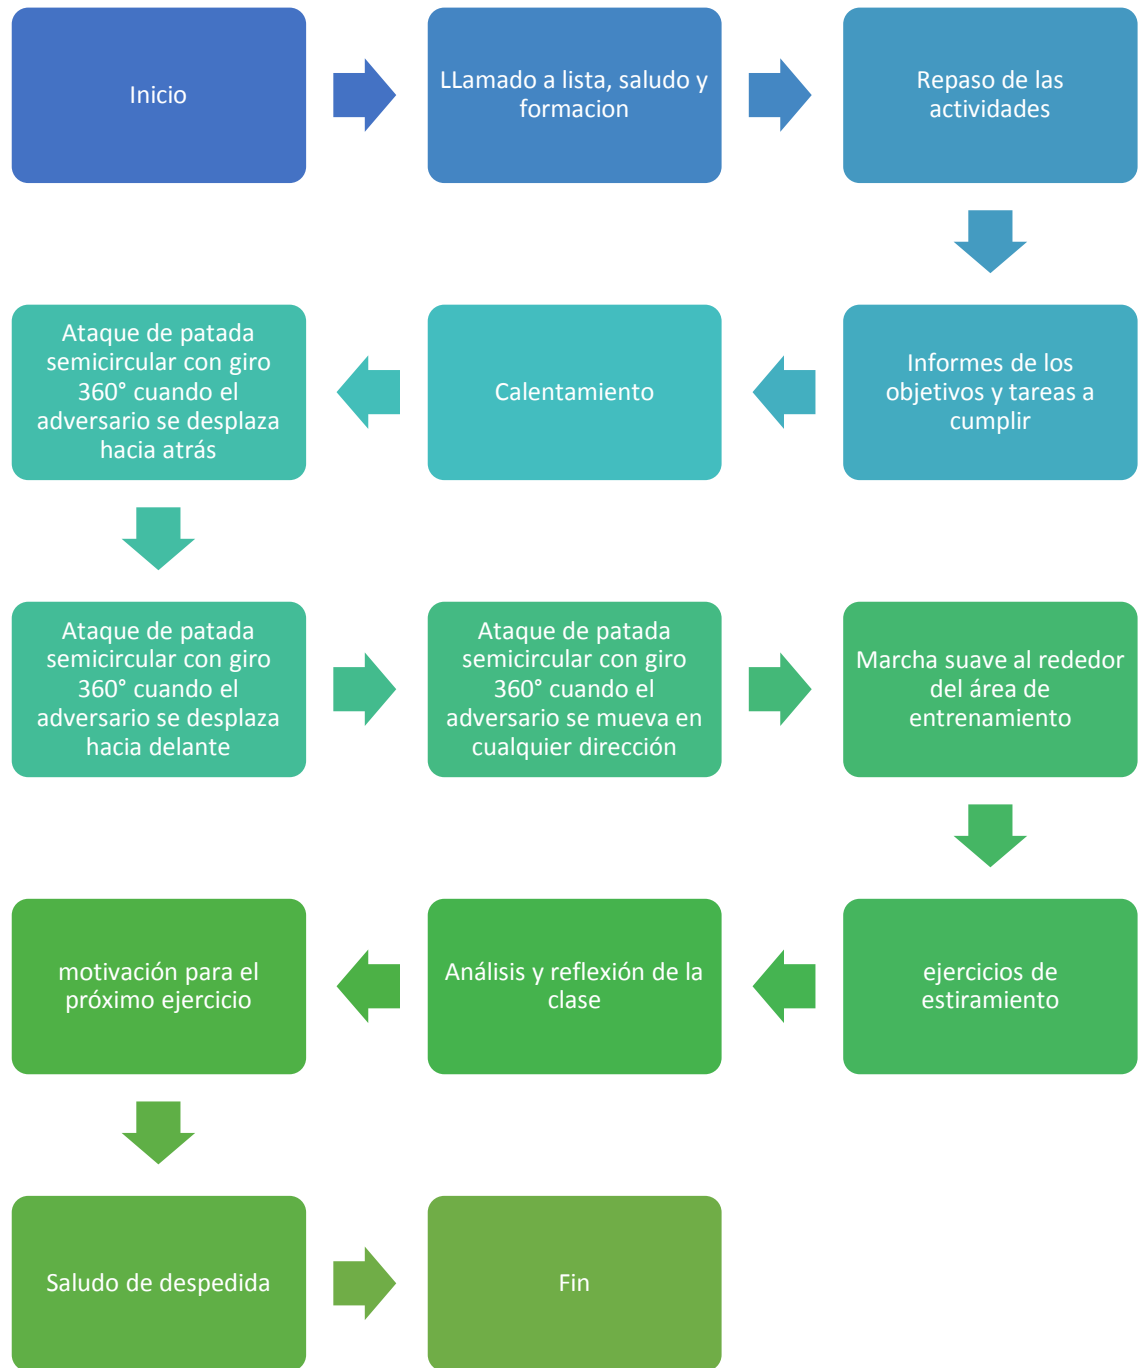 Inicio
LLamado a lista, saludo y
formacion
Repaso de las
actividades
Informes de los
objetivos y tareas a
cumplir
Calentamiento
Ataque de patada
semicircular con giro
360° cuando el
adversario se desplaza
hacia atrás
Ataque de patada
semicircular con giro
360° cuando el
adversario se desplaza
hacia delante
Ataque de patada
semicircular con giro
360° cuando el
adversario se mueva en
cualquier dirección
Marcha suave al rededor
del área de
entrenamiento
ejercicios de
estiramiento
Análisis y reflexión de la
clase
motivación para el
próximo ejercicio
Saludo de despedida
Fin